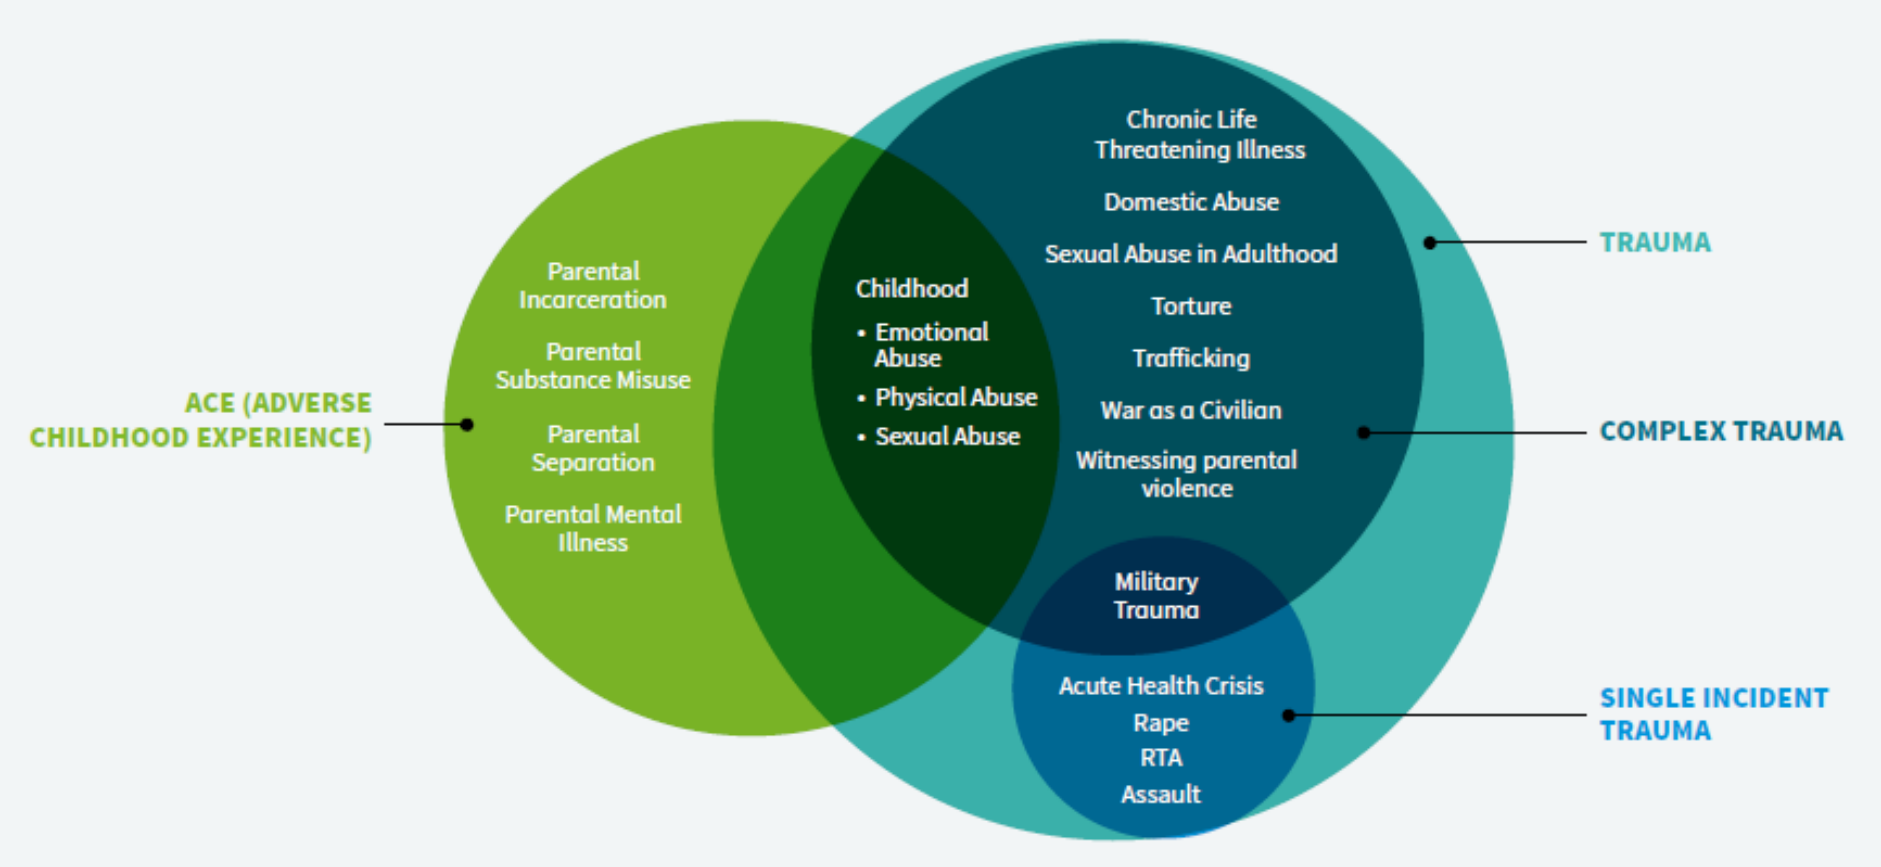 ACE (ADVERSE
CHILDHOOD EXPERIENCE)
Parental
Incarceration
Parental
Substance Misuse
Parental
Separation
Parental Mental
Illness
Childhood
• Emotional
Abuse
• Physical Abuse
• Sexual Abuse
Chronic Life
Threatening Illness
Domestic Abuse
Sexual Abuse in Adulthood
Torture
Trafficking
War as a Civilian
Witnessing parental
violence
Military
Trauma
Acute Health Crisis
Rape
RTA
Assault
TRAUMA
COMPLEX TRAUMA
SINGLE INCIDENT
TRAUMA